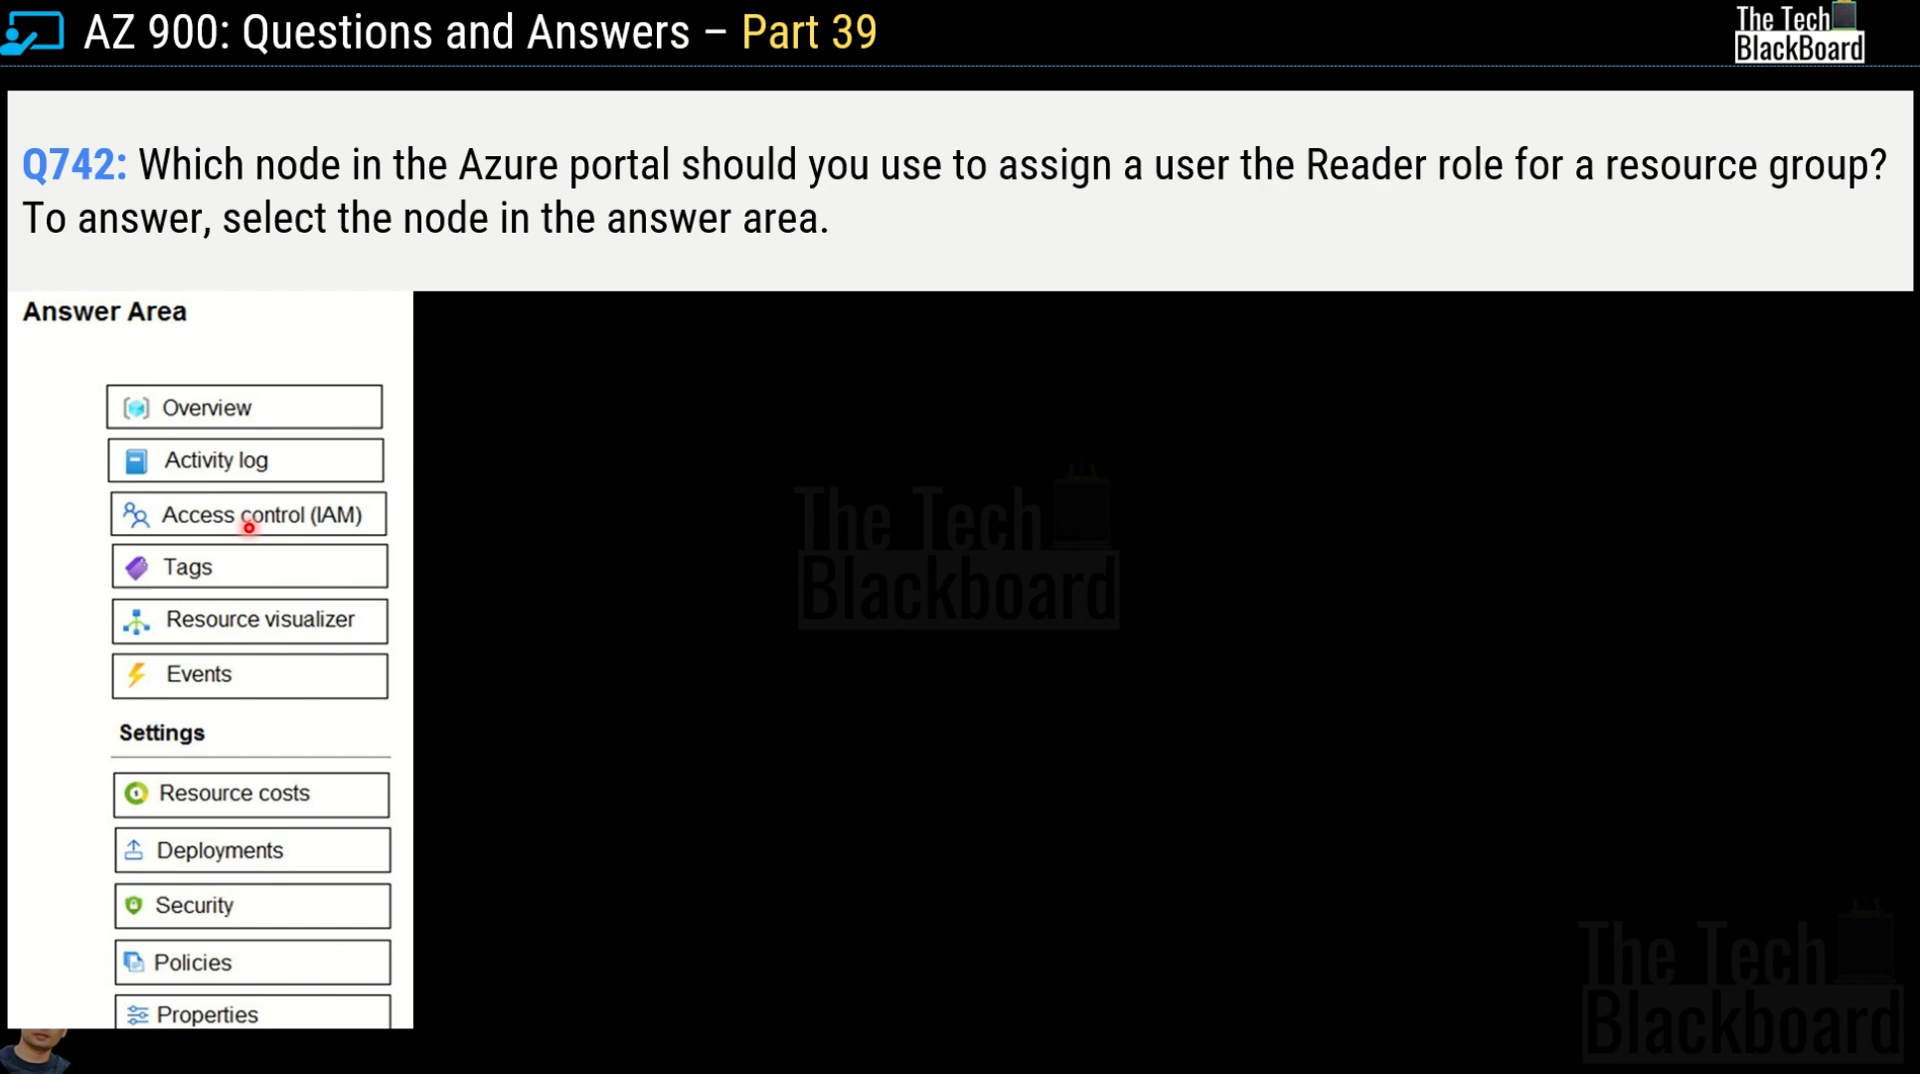 AZ 900: Questions and Answers – Part 39
The Tech
BlackBoard
Q742: Which node in the Azure portal should you use to assign a user the Reader role for a resource group?
To answer, select the node in the answer area.
Answer Area
Overview
Activity log
Access control (IAM)
Tags
Resource visualizer
Events
Settings
Resource costs
Deployments
Security
Policies
Properties
The Tech
Blackboard
The Tech
Blackboard